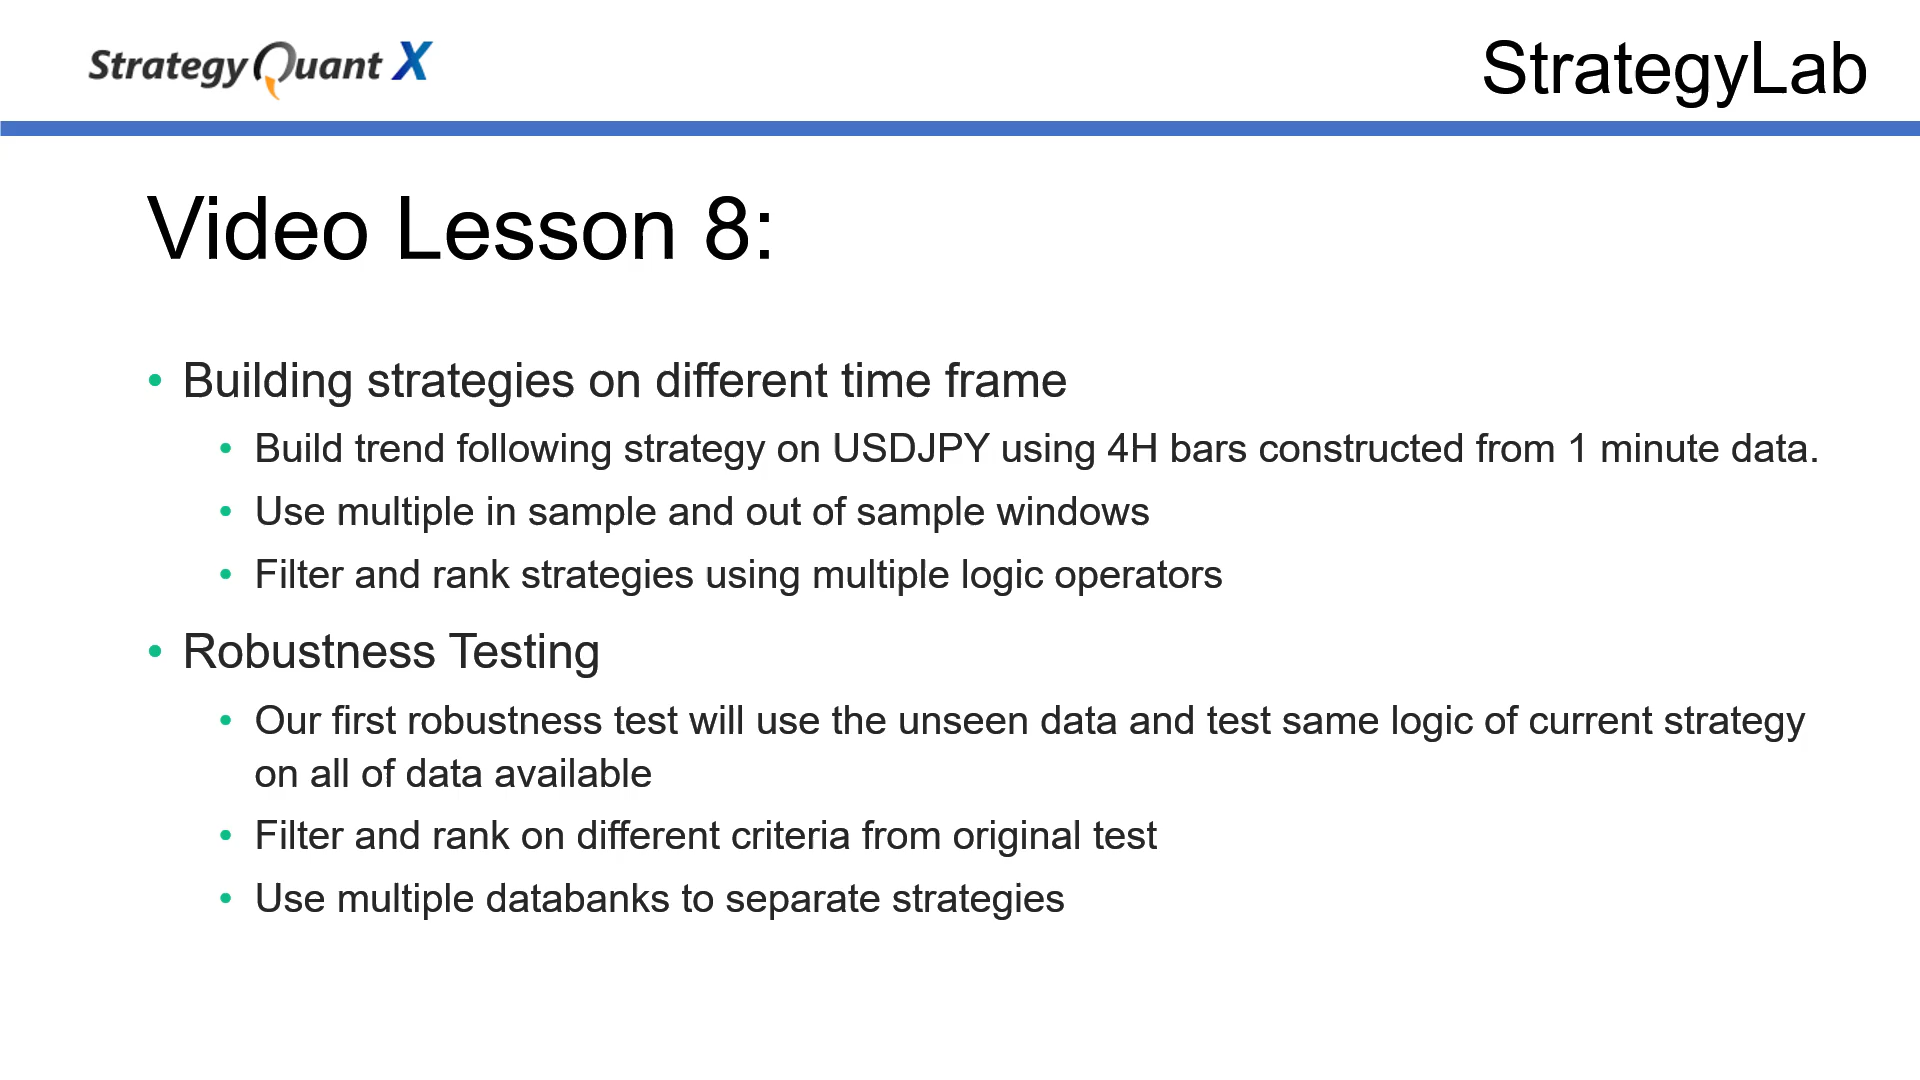 StrategyQuant X
StrategyLab
Video Lesson 8:
• Building strategies on different time frame
• Build trend following strategy on USDJPY using 4H bars constructed from 1 minute data.
• Use multiple in sample and out of sample windows
• Filter and rank strategies using multiple logic operators
• Robustness Testing
• Our first robustness test will use the unseen data and test same logic of current strategy
on all of data available
• Filter and rank on different criteria from original test
• Use multiple databanks to separate strategies